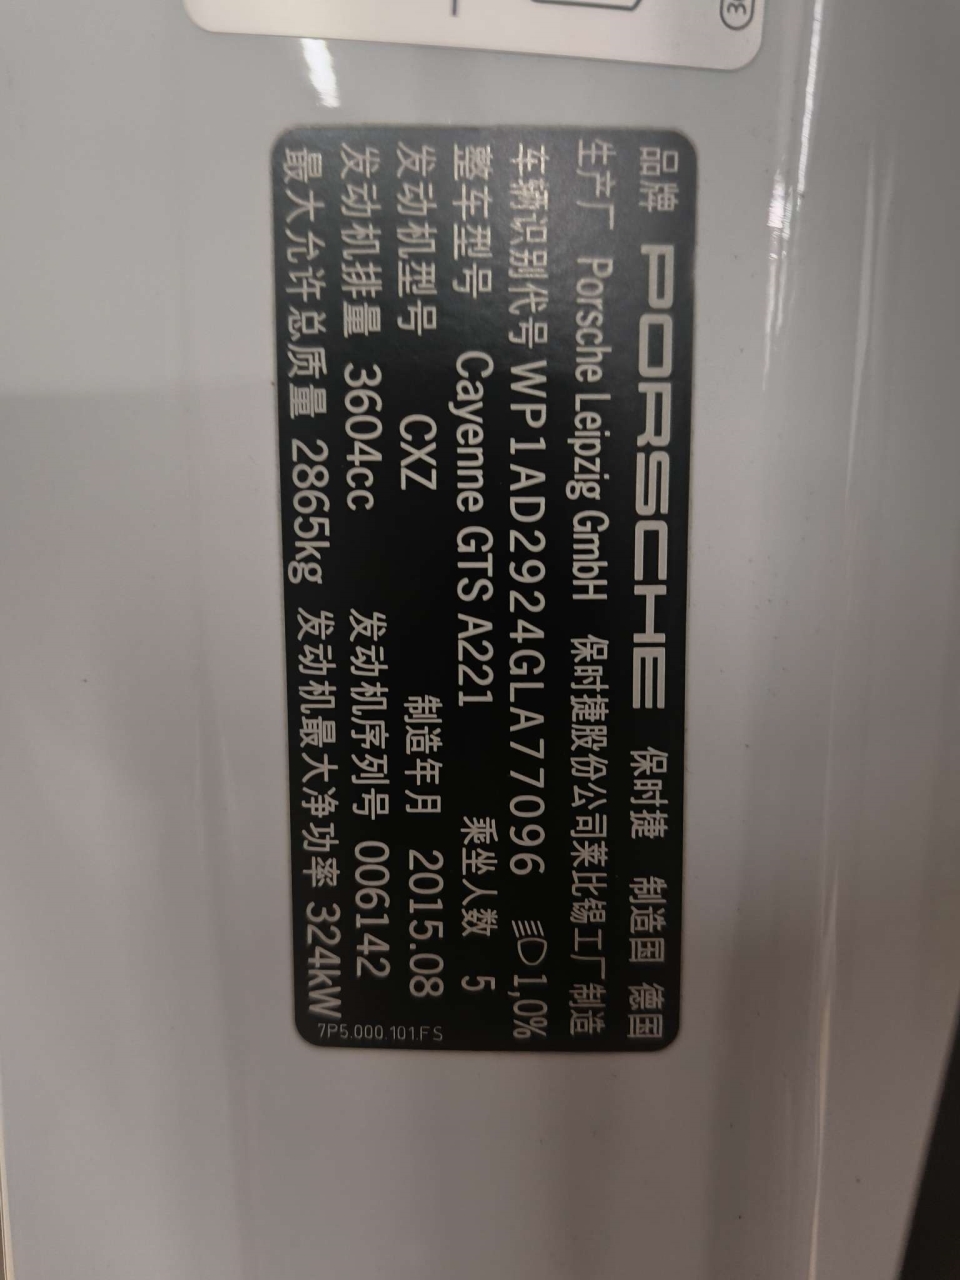 品牌 PORSCHE 保时捷 制造国 德国
生产厂 Porsche Leipzig GmbH 保时捷股份公司莱比锡工厂制造
车辆识别代号 WP1AD2924GLA77096 1,0%
整车型号 Cayenne GTS A221 乘坐人数 5
发动机型号 CXZ 制造年月 2015.08
发动机排量 3604cc 发动机序列号 006142
最大允许总质量 2865kg 发动机最大净功率 324kW
7P5.000.101.FS